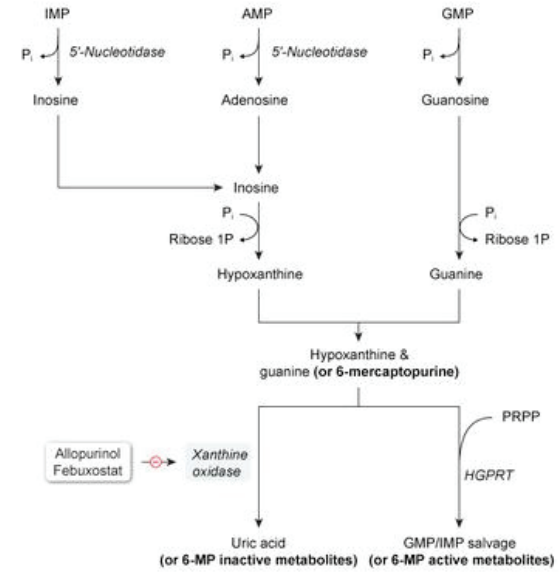 IMP AMP GMP
Pi 5'-Nucleotidase Pi 5'-Nucleotidase Pi
Inosine Adenosine Guanosine
Inosine
Pi Pi
Ribose 1P Ribose 1P
Hypoxanthine Guanine
Hypoxanthine &
guanine (or 6-mercaptopurine)
PRPP
Allopurinol
Febuxostat
Xanthine
oxidase
HGPRT
Uric acid
(or 6-MP inactive metabolites)
GMP/IMP salvage
(or 6-MP active metabolites)